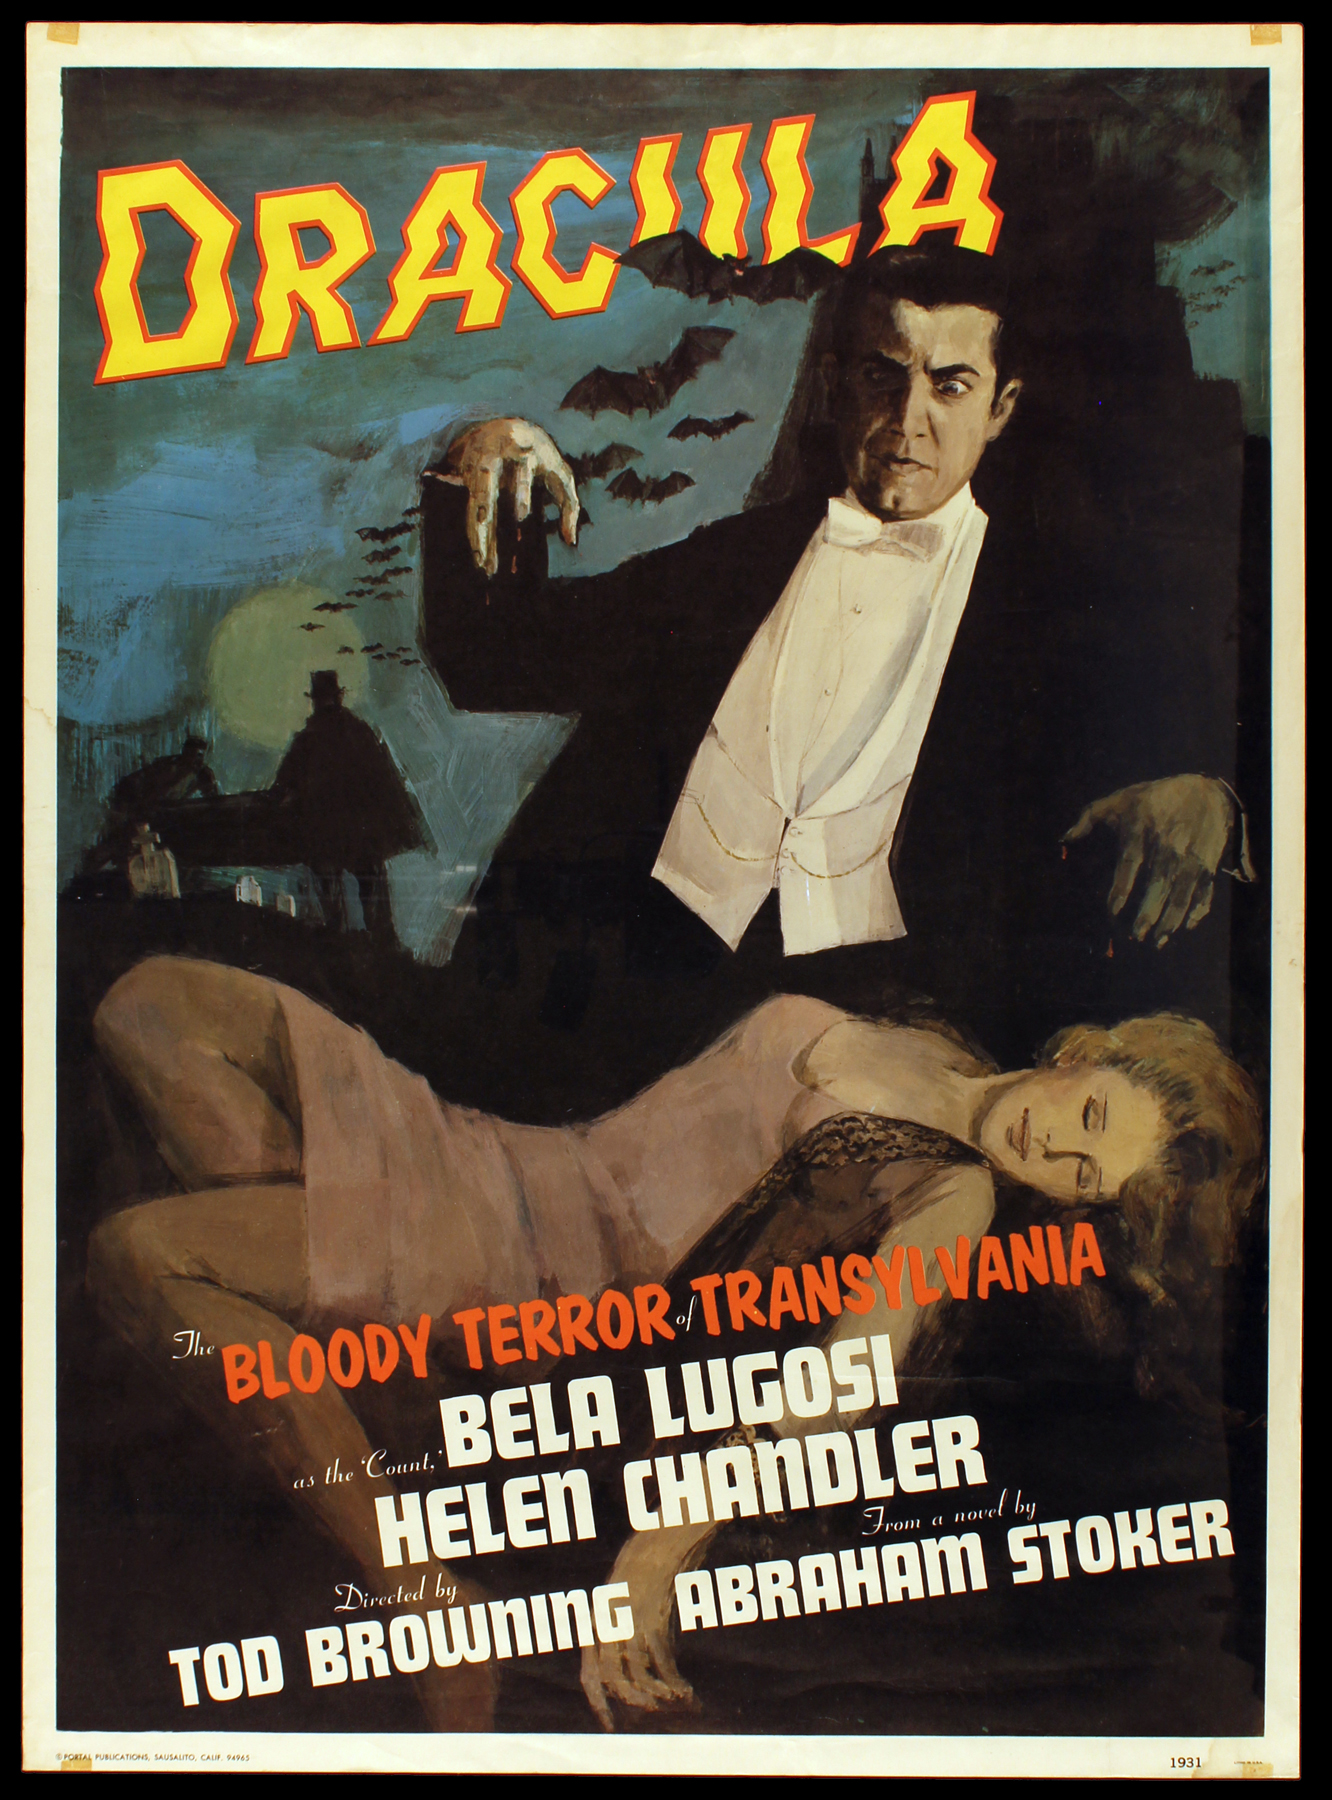 DRACULA
The BLOODY TERROR of TRANSYLVANIA
as the 'Count,' BELA LUGOSI
HELEN CHANDLER
From a novel by
ABRAHAM STOKER
Directed by
TOD BROWNING
© PORTAL PUBLICATIONS, SAUSALITO, CALIF. 94965
1931